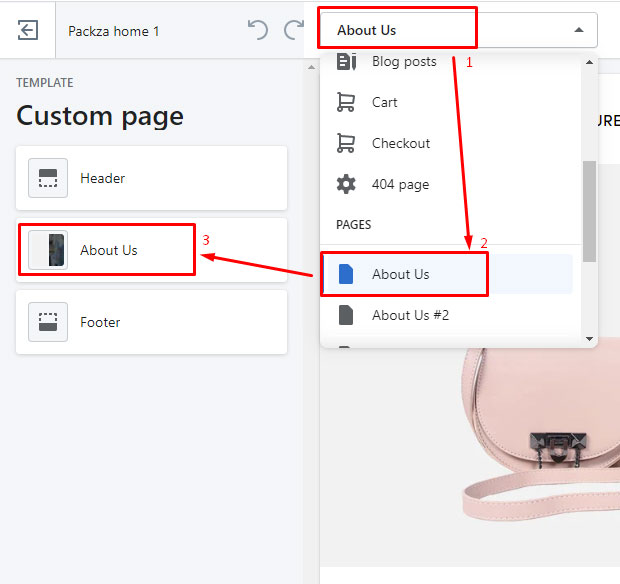 Packza home 1
TEMPLATE
Custom page
Header
About Us
3
Footer
About Us
1
Blog posts
Cart
Checkout
404 page
PAGES
2
About Us
About Us #2